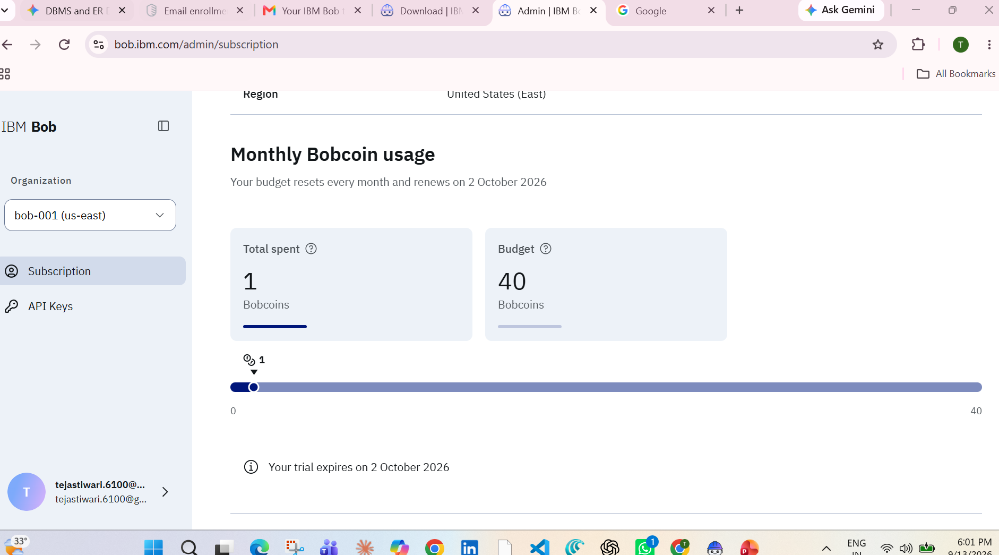 DBMS and ER
Email enrollme
Your IBM Bob t
Download | IBM
Admin | IBM Bo
Google
Ask Gemini
bob.ibm.com/admin/subscription
T
All Bookmarks
Region
United States (East)
IBM Bob
Monthly Bobcoin usage
Your budget resets every month and renews on 2 October 2026
Organization
bob-001 (us-east)
Total spent ?
Budget ?
Subscription
1
40
Bobcoins
Bobcoins
API Keys
1
0
40
Your trial expires on 2 October 2026
T
tejastiwari.6100@...
tejastiwari.6100@g...
33°
1
T
ENG
IN
6:01 PM
9/13/2026